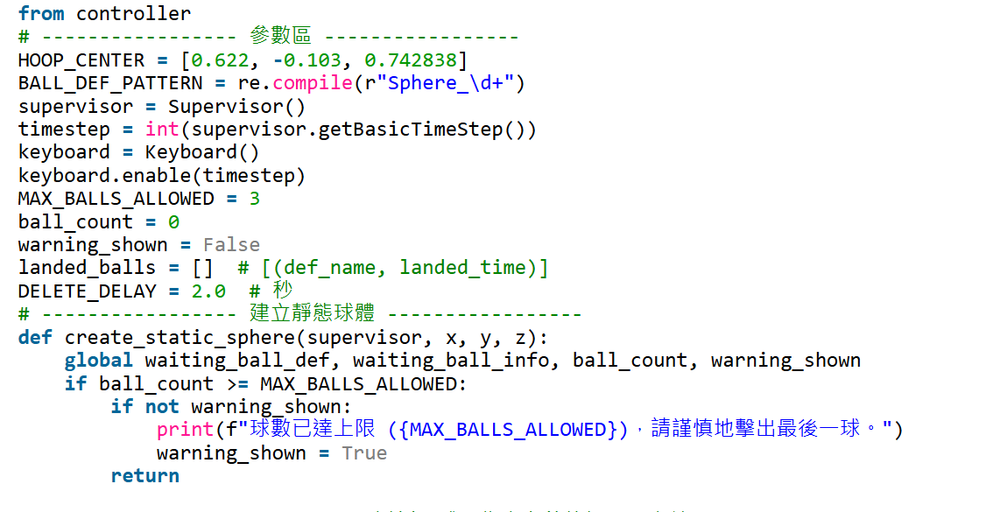 from controller
# ----------------- 參數區 -----------------
HOOP_CENTER = [0.622, -0.103, 0.742838]
BALL_DEF_PATTERN = re.compile(r"Sphere_\d+")
supervisor = Supervisor()
timestep = int(supervisor.getBasicTimeStep())
keyboard = Keyboard()
keyboard.enable(timestep)
MAX_BALLS_ALLOWED = 3
ball_count = 0
warning_shown = False
landed_balls = []  # [(def_name, landed_time)]
DELETE_DELAY = 2.0  # 秒
# ----------------- 建立靜態球體 -----------------
def create_static_sphere(supervisor, x, y, z):
    global waiting_ball_def, waiting_ball_info, ball_count, warning_shown
    if ball_count >= MAX_BALLS_ALLOWED:
        if not warning_shown:
            print(f"球數已達上限 ({MAX_BALLS_ALLOWED})，請謹慎地擊出最後一球。")
            warning_shown = True
        return